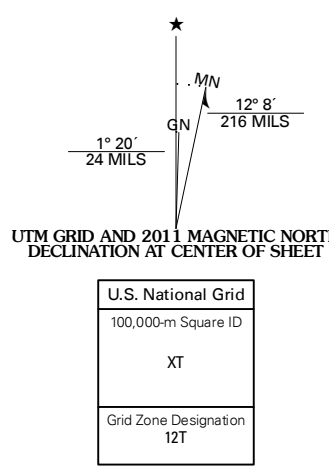 ★
MN
GN
1° 20´
24 MILS
12° 8´
216 MILS
UTM GRID AND 2011 MAGNETIC NORTH
DECLINATION AT CENTER OF SHEET
U.S. National Grid
100,000-m Square ID
XT
Grid Zone Designation
12T